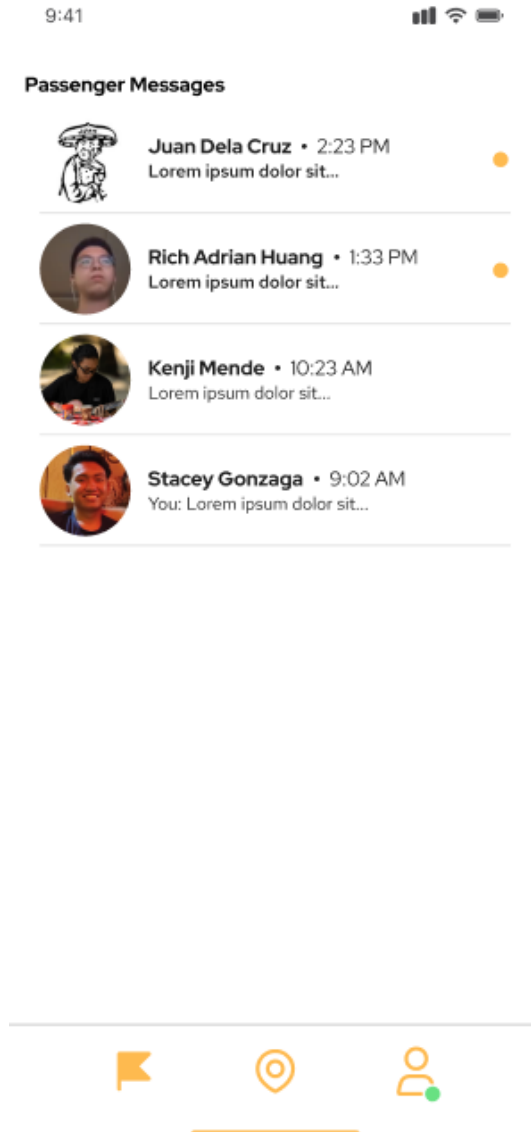 9:41
Passenger Messages
Juan Dela Cruz • 2:23 PM
Lorem ipsum dolor sit...
Rich Adrian Huang • 1:33 PM
Lorem ipsum dolor sit...
Kenji Mende • 10:23 AM
Lorem ipsum dolor sit...
Stacey Gonzaga • 9:02 AM
You: Lorem ipsum dolor sit...